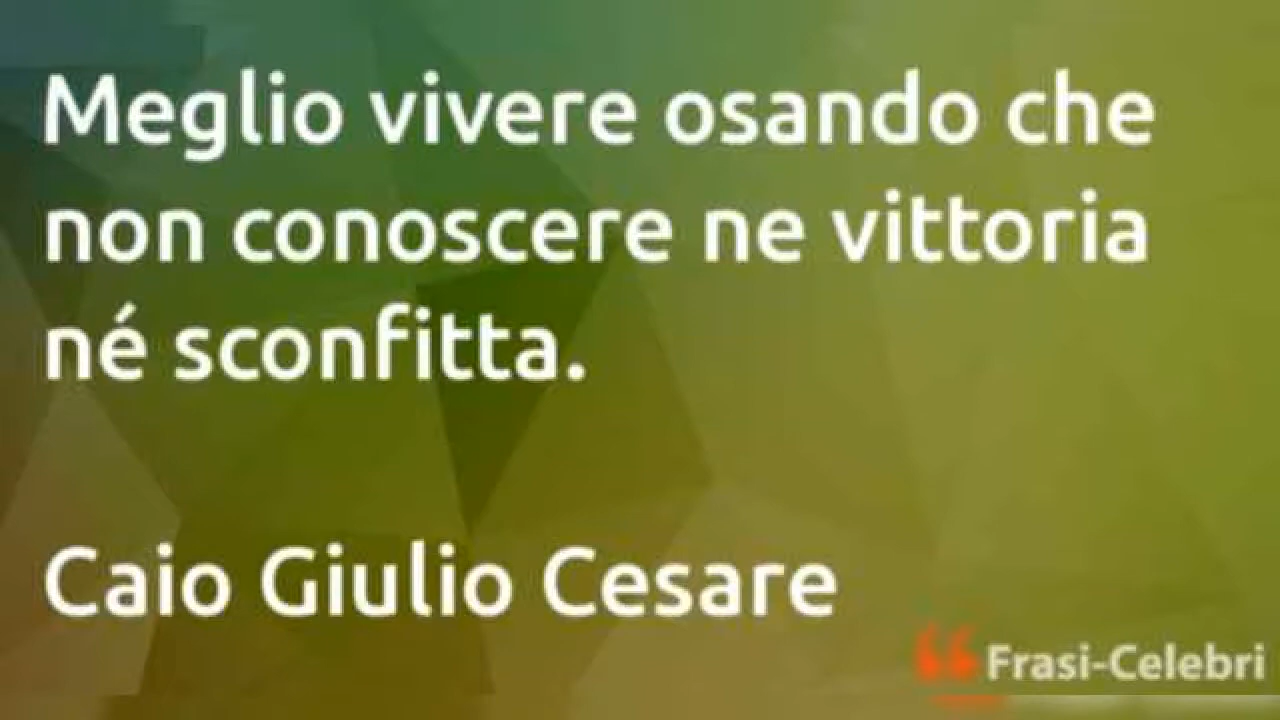 Meglio vivere osando che
non conoscere ne vittoria
né sconfitta.
Caio Giulio Cesare
Frasi-Celebri